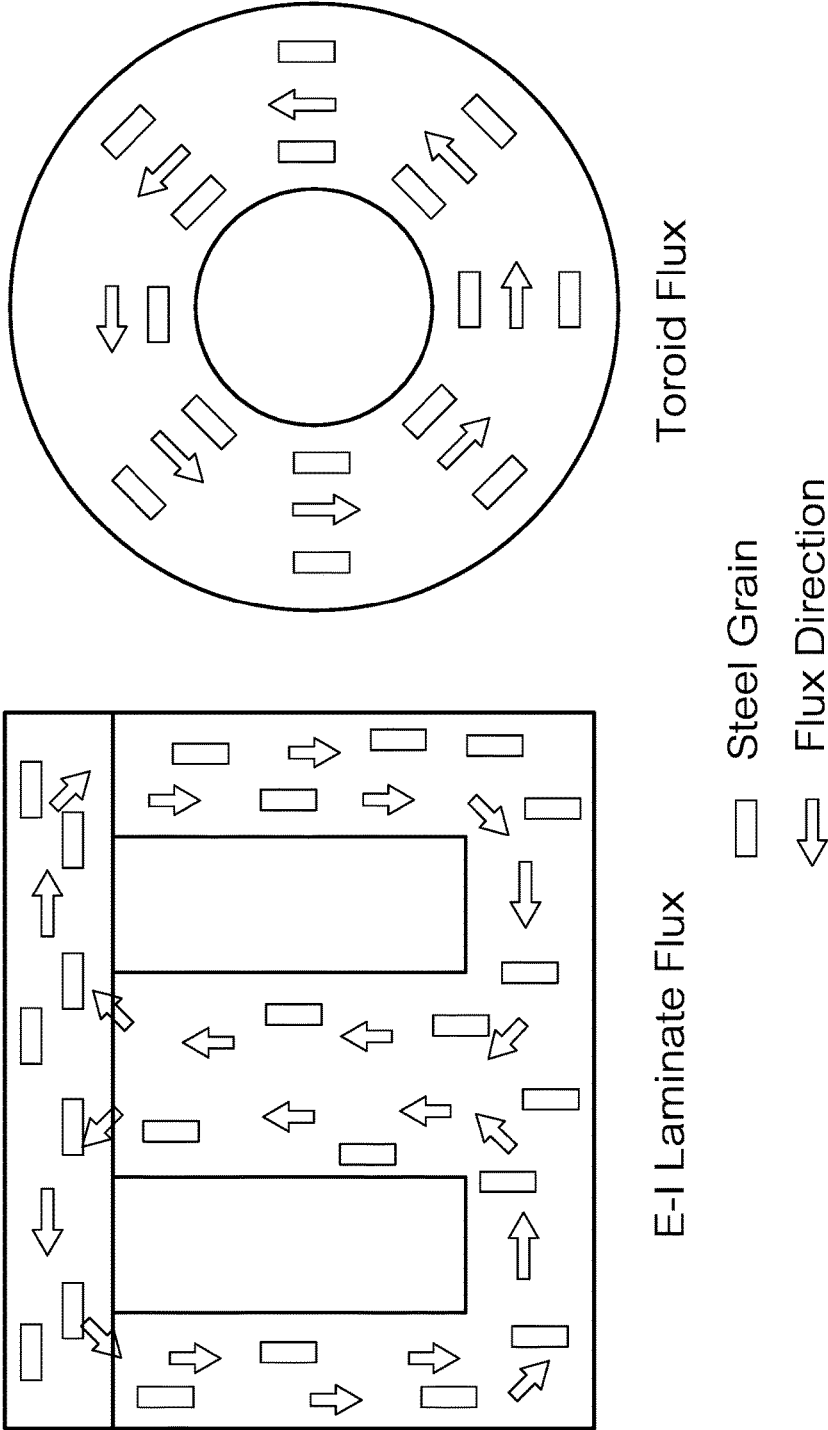 E-I Laminate Flux
Toroid Flux
Steel Grain
Flux Direction